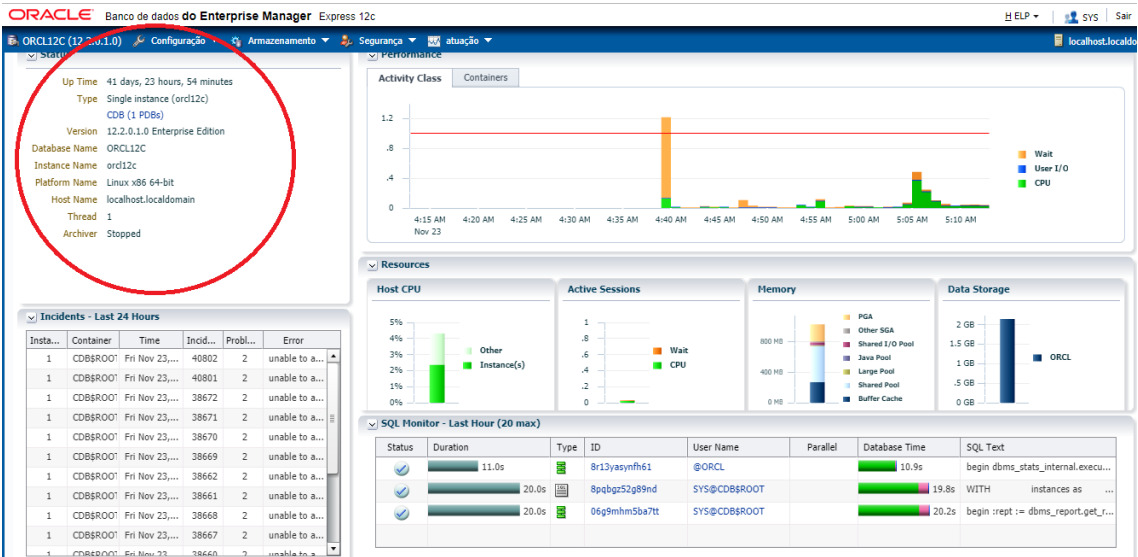 ORACLE Banco de dados do Enterprise Manager Express 12c
HELP SYS Sair
ORCL12C (12.2.0.1.0) Configuração Armazenamento Segurança atuação localhost.localdo
Status
Up Time 41 days, 23 hours, 54 minutes
Type Single instance (orcl12c)
CDB (1 PDBs)
Version 12.2.0.1.0 Enterprise Edition
Database Name ORCL12C
Instance Name orcl12c
Platform Name Linux x86 64-bit
Host Name localhost.localdomain
Thread 1
Archiver Stopped
Incidents - Last 24 Hours
Insta... Container Time Incid... Probl... Error
1 CDB$ROOT Fri Nov 23,... 40802 2 unable to a...
1 CDB$ROOT Fri Nov 23,... 40801 2 unable to a...
1 CDB$ROOT Fri Nov 23,... 38672 2 unable to a...
1 CDB$ROOT Fri Nov 23,... 38671 2 unable to a...
1 CDB$ROOT Fri Nov 23,... 38670 2 unable to a...
1 CDB$ROOT Fri Nov 23,... 38669 2 unable to a...
1 CDB$ROOT Fri Nov 23,... 38662 2 unable to a...
1 CDB$ROOT Fri Nov 23,... 38661 2 unable to a...
1 CDB$ROOT Fri Nov 23,... 38668 2 unable to a...
1 CDB$ROOT Fri Nov 23,... 38667 2 unable to a...
1 CDB$ROOT Fri Nov 23,... 38660 2 unable to a...
Performance
Activity Class Containers
1.2
.8
.4
0
4:15 AM 4:20 AM 4:25 AM 4:30 AM 4:35 AM 4:40 AM 4:45 AM 4:50 AM 4:55 AM 5:00 AM 5:05 AM 5:10 AM
Nov 23
Wait
User I/O
CPU
Resources
Host CPU
5%
4%
3%
2%
1%
0%
Other
Instance(s)
Active Sessions
1
.8
.6
.4
.2
0
Wait
CPU
Memory
800 MB
400 MB
0 MB
PGA
Other SGA
Shared I/O Pool
Java Pool
Large Pool
Shared Pool
Buffer Cache
Data Storage
2 GB
1.5 GB
1 GB
.5 GB
0 GB
ORCL
SQL Monitor - Last Hour (20 max)
Status Duration Type ID User Name Parallel Database Time SQL Text
11.0s 8r13yasynfh61 @ORCL 10.9s begin dbms_stats_internal.execu...
20.0s 8pqbgz52g89nd SYS@CDB$ROOT 19.8s WITH instances as ...
20.0s 06g9mhm5ba7tt SYS@CDB$ROOT 20.2s begin :rept := dbms_report.get_r...